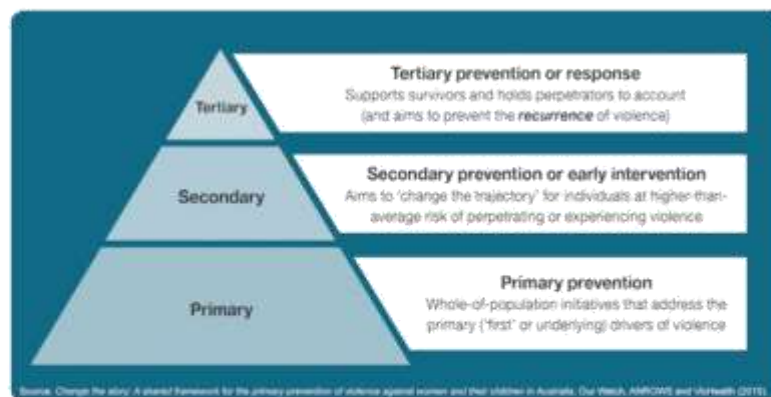 Tertiary
Tertiary prevention or response
Supports survivors and holds perpetrators to account
(and aims to prevent the recurrence of violence)
Secondary
Secondary prevention or early intervention
Aims to 'change the trajectory' for individuals at higher-than-
average risk of perpetrating or experiencing violence
Primary
Primary prevention
Whole-of-population initiatives that address the
primary ('first' or underlying) drivers of violence
Source: Change the story: A shared framework for the primary prevention of violence against women and their children in Australia, Our Watch, ANROWS and VicHealth (2015)